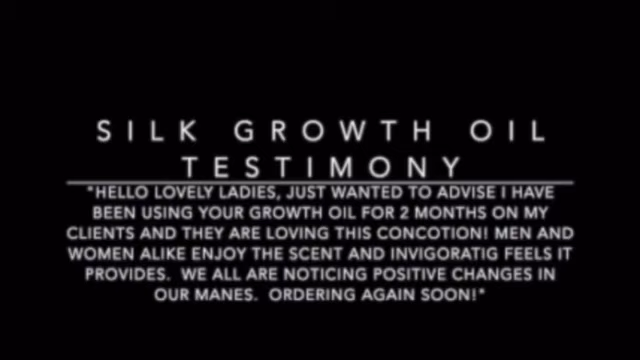 SILK GROWTH OIL
TESTIMONY
"HELLO LOVELY LADIES, JUST WANTED TO ADVISE I HAVE
BEEN USING YOUR GROWTH OIL FOR 2 MONTHS ON MY
CLIENTS AND THEY ARE LOVING THIS CONCOTION! MEN AND
WOMEN ALIKE ENJOY THE SCENT AND INVIGORATIG FEELS IT
PROVIDES. WE ALL ARE NOTICING POSITIVE CHANGES IN
OUR MANES. ORDERING AGAIN SOON!"